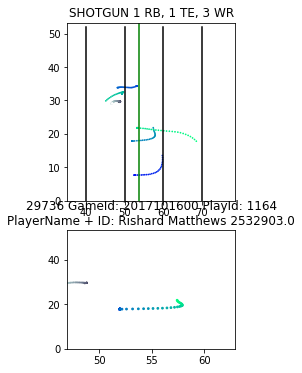 SHOTGUN 1 RB, 1 TE, 3 WR
50
40
30
20
10
0
40 50 60 70
29736 GameId: 2017101600 PlayId: 1164
PlayerName + ID: Rishard Matthews 2532903.0
40
20
0
50 55 60